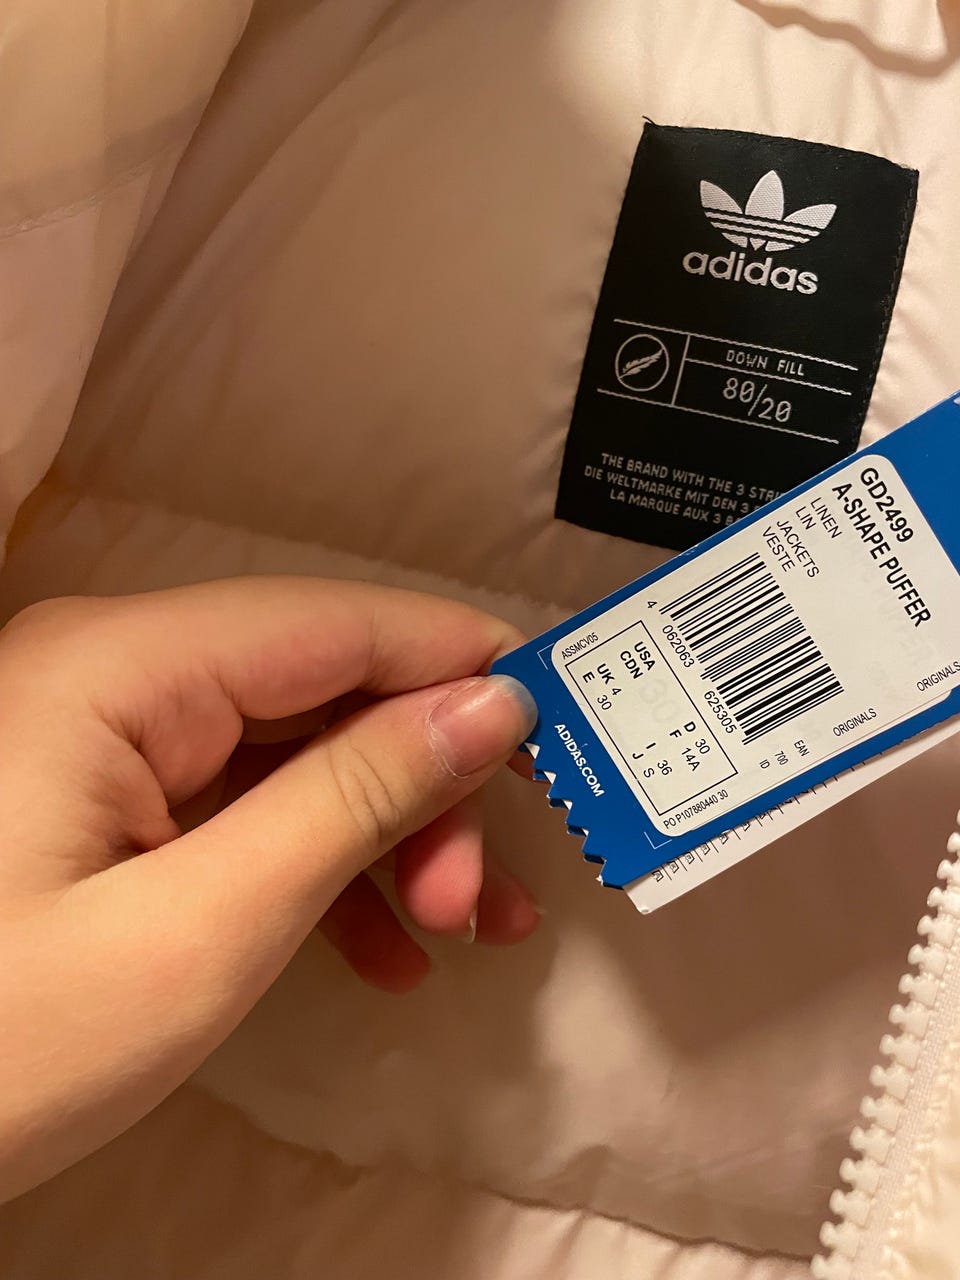 adidas
DOWN FILL
80/20
THE BRAND WITH THE 3
DIE WELTMARKE MIT DEN 3
LA MARQUE AUX 3
GD2499
A-SHAPE PUFFER
LINEN
LIN
JACKETS
VESTE
4 062063 625305
EAN
700
ID
ORIGINALS
ORIGINALS
ASSMCV05
USA
CDN
D 30
F 14A
UK 4
E 30
I 36
J S
PO P107880440 30
ADIDAS.COM